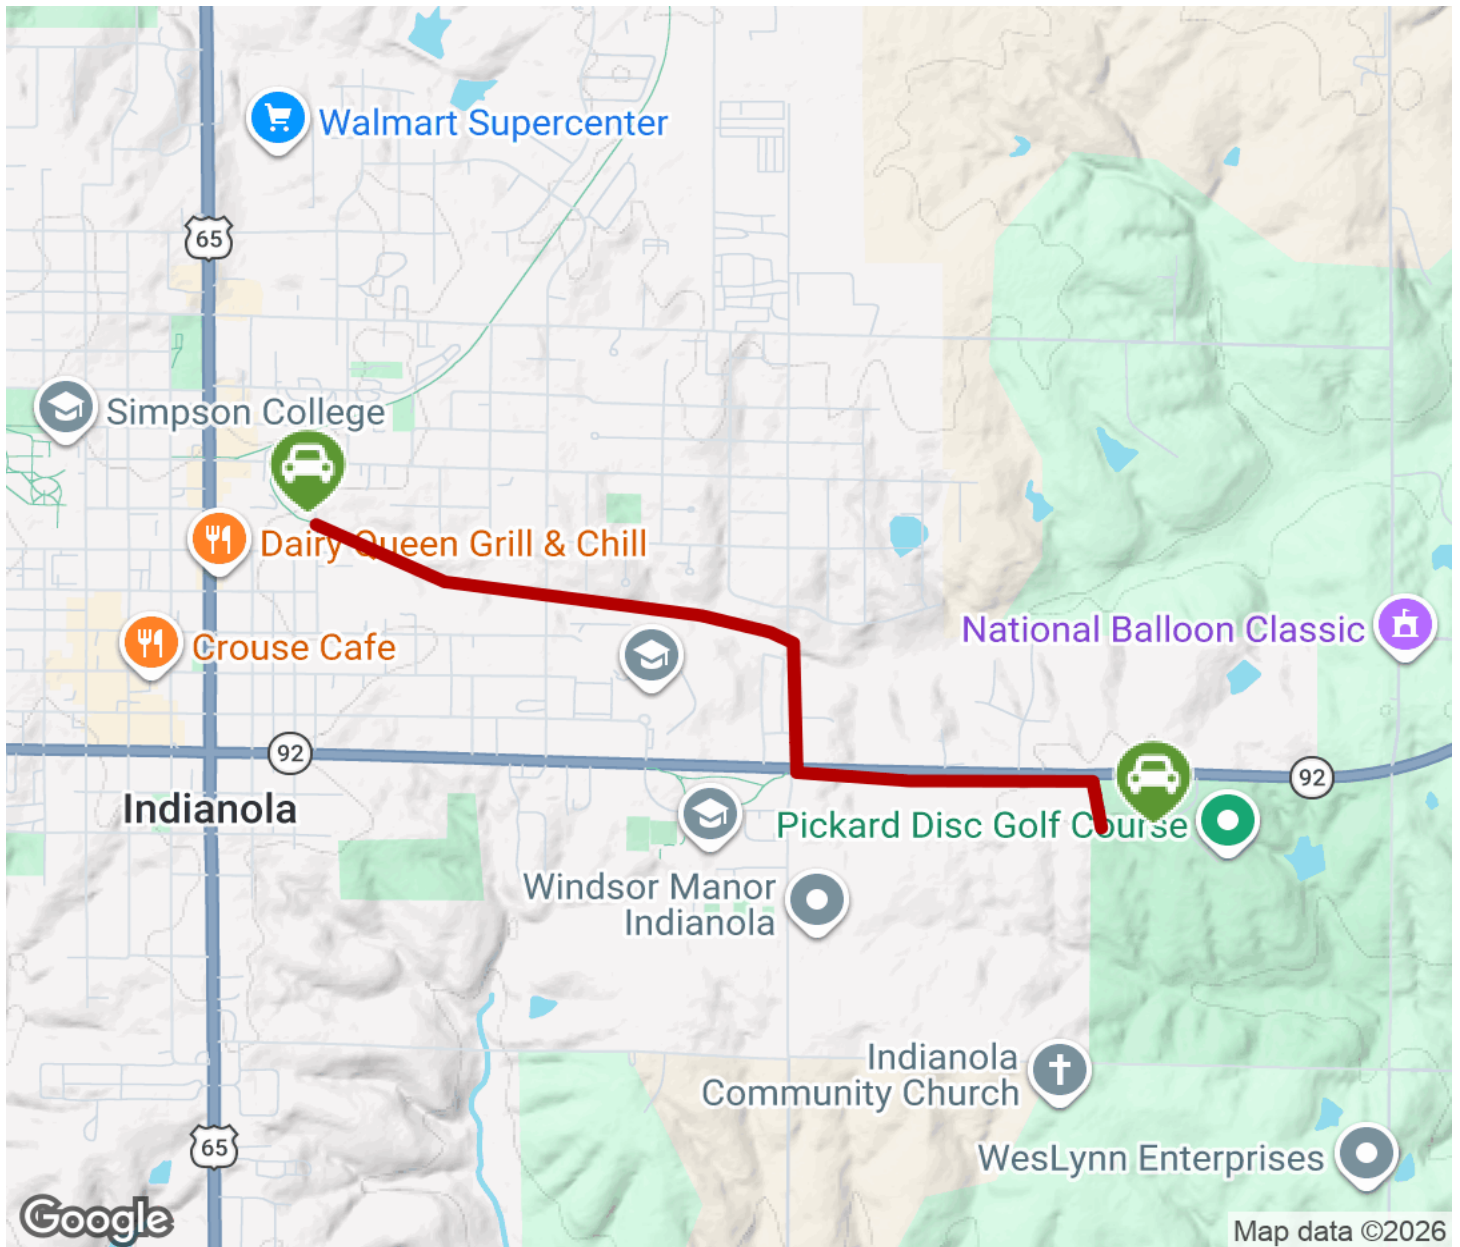 Walmart Supercenter
65
Simpson College
Dairy Queen Grill & Chill
National Balloon Classic
Crouse Cafe
92
92
Indianola
Pickard Disc Golf Course
Windsor Manor
Indianola
Indianola
Community Church
65
WesLynn Enterprises
Google
Map data ©2026